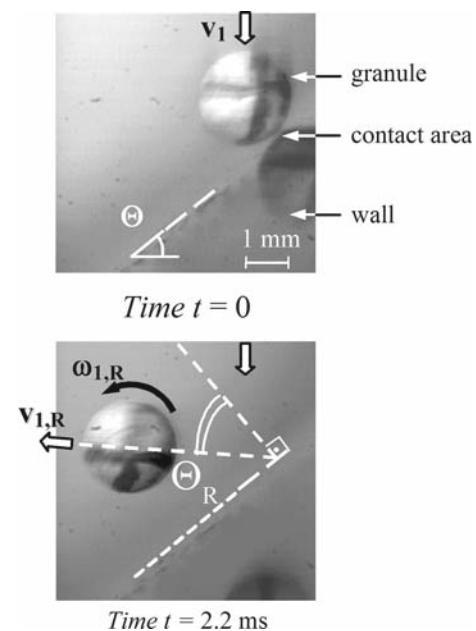 v1
granule
contact area
wall
Θ
1 mm
Time t = 0
ω1,R
v1,R
ΘR
Time t = 2.2 ms